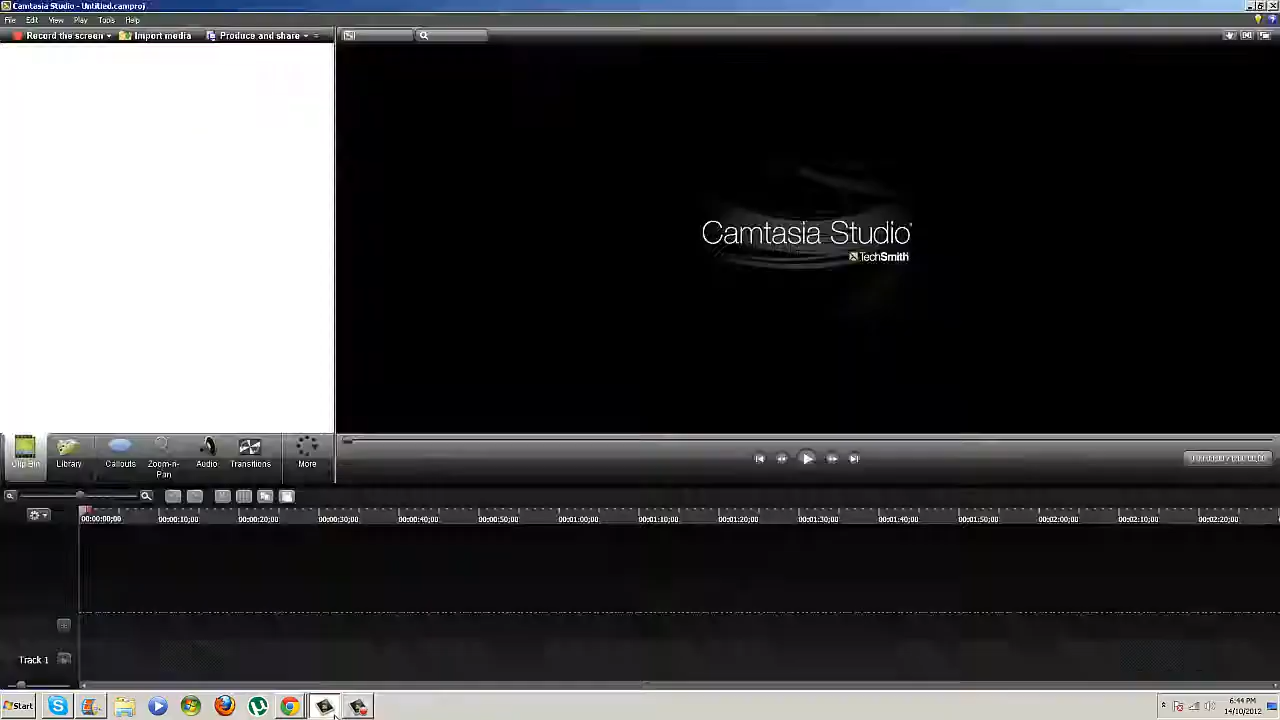 Camtasia Studio - Untitled.camproj
File Edit View Play Tools Help
Record the screen Import media Produce and share
Camtasia Studio
TechSmith
Clip Bin Library Callouts Zoom-n-Pan Audio Transitions More
00:00:00;00 00:00:10;00 00:00:20;00 00:00:30;00 00:00:40;00 00:00:50;00 00:01:00;00 00:01:10;00 00:01:20;00 00:01:30;00 00:01:40;00 00:01:50;00 00:02:00;00 00:02:10;00 00:02:20;00
Track 1
Start
6:44 PM
14/10/2012